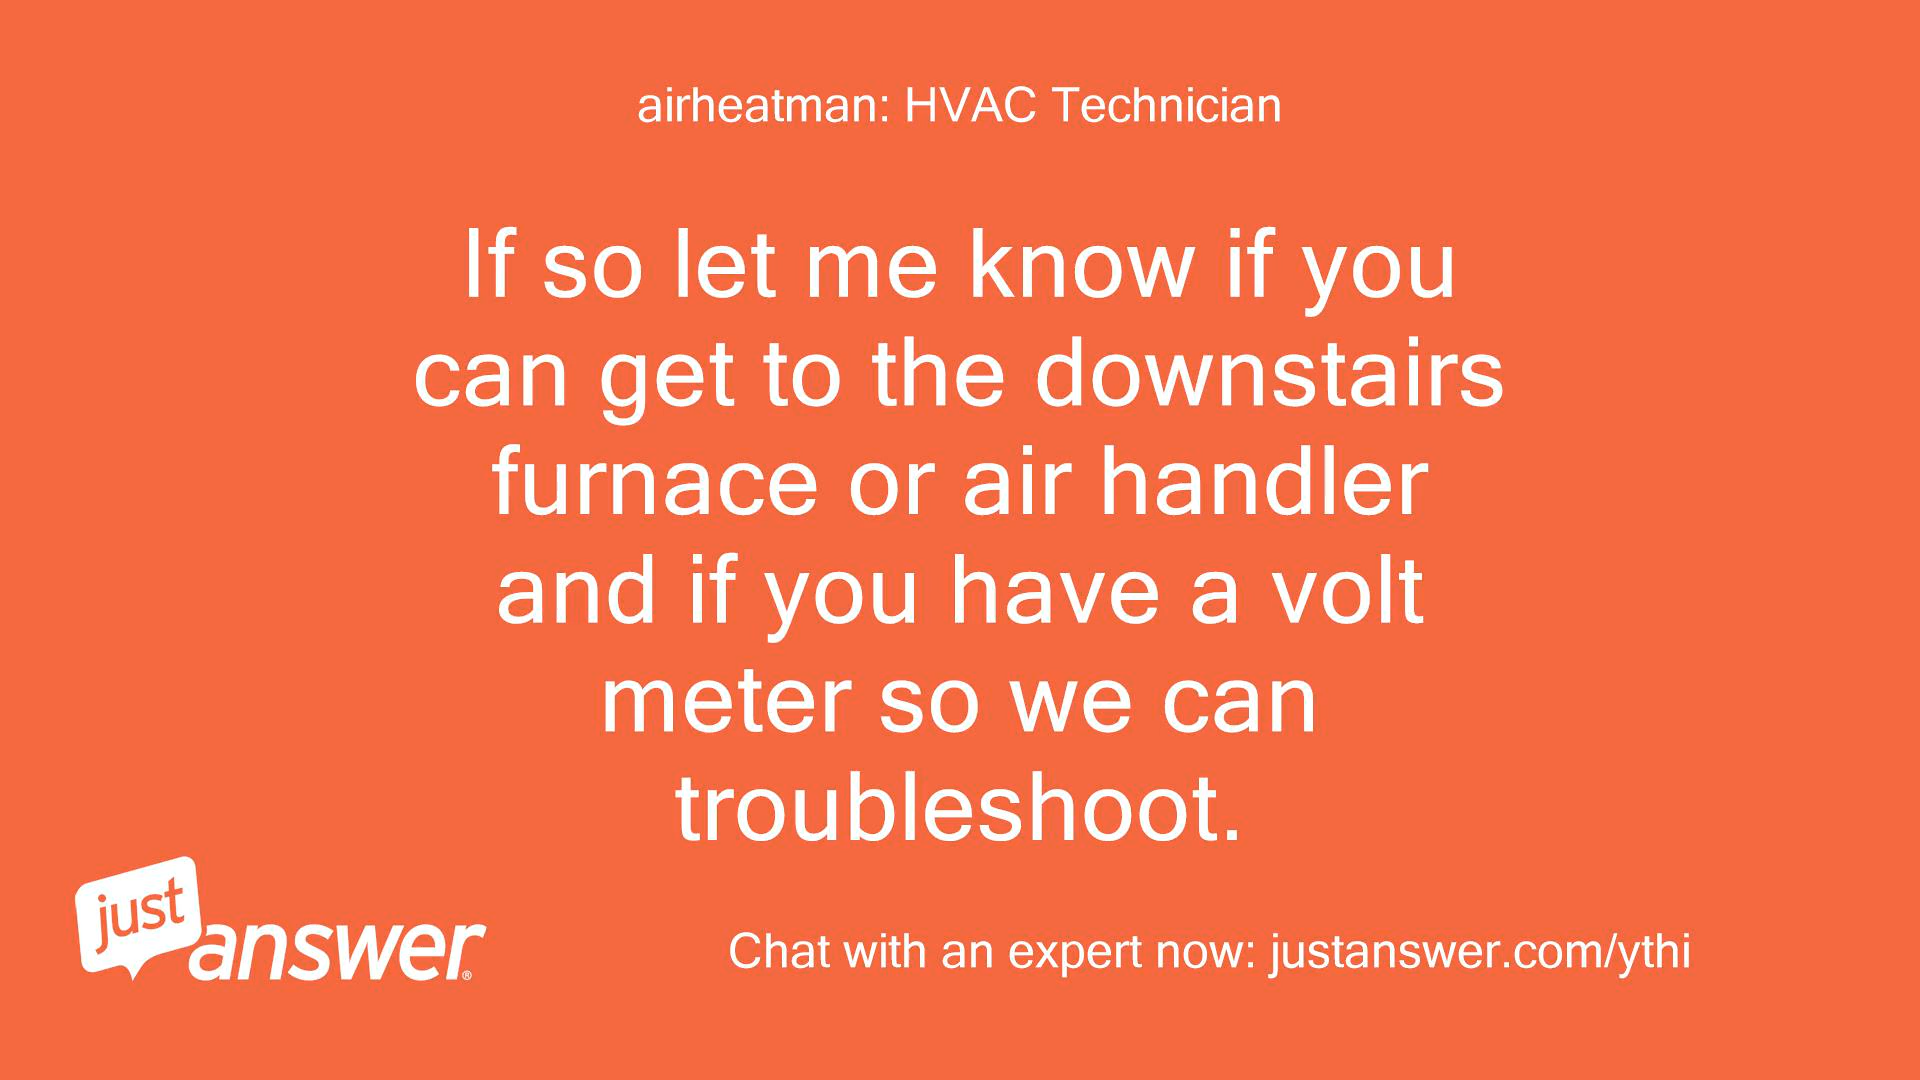 airheatman: HVAC Technician
If so let me know if you
can get to the downstairs
furnace or air handler
and if you have a volt
meter so we can
troubleshoot.
just
answer®
Chat with an expert now: justanswer.com/ythi